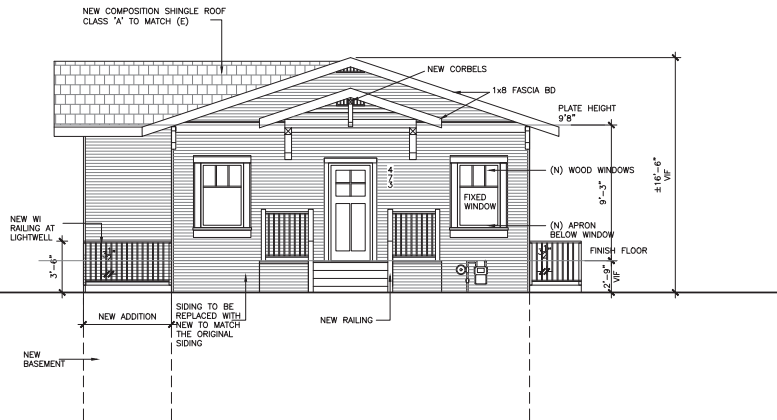 NEW COMPOSITION SHINGLE ROOF
CLASS 'A' TO MATCH (E)
NEW CORBELS
1x8 FASCIA BD
PLATE HEIGHT
9'8"
473
(N) WOOD WINDOWS
FIXED
WINDOW
9'-3"
±16'-6"
VIF
NEW WI
RAILING AT
LIGHTWELL
(N) APRON
BELOW WINDOW
FINISH FLOOR
3'-6"
2'-9"
VIF
NEW ADDITION
SIDING TO BE
REPLACED WITH
NEW TO MATCH
THE ORIGINAL
SIDING
NEW RAILING
NEW
BASEMENT